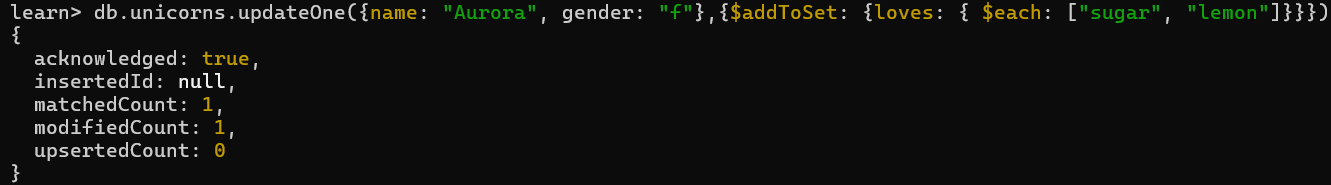 learn> db.unicorns.updateOne({name: "Aurora", gender: "f"},{$addToSet: {loves: { $each: ["sugar", "lemon"]}}})
{
  acknowledged: true,
  insertedId: null,
  matchedCount: 1,
  modifiedCount: 1,
  upsertedCount: 0
}